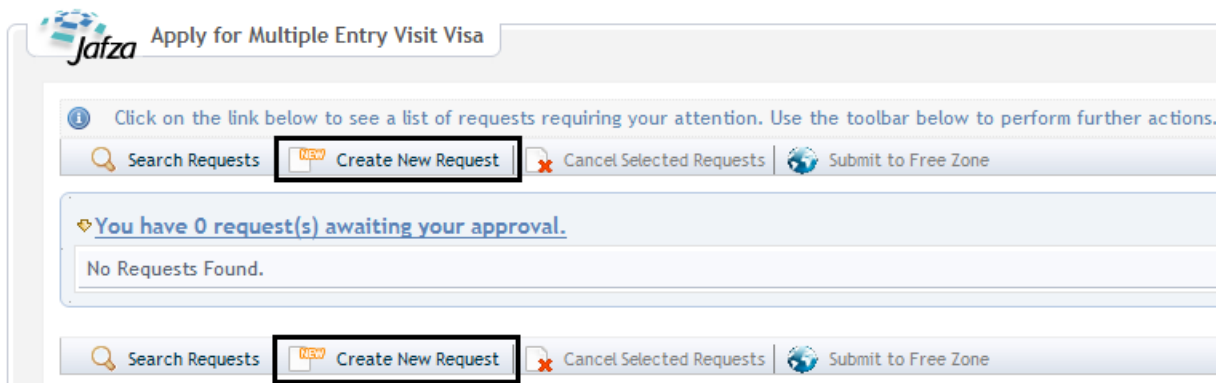 Jafza Apply for Multiple Entry Visit Visa
Click on the link below to see a list of requests requiring your attention. Use the toolbar below to perform further actions.
Search Requests NEW Create New Request Cancel Selected Requests Submit to Free Zone
You have 0 request(s) awaiting your approval.
No Requests Found.
Search Requests NEW Create New Request Cancel Selected Requests Submit to Free Zone